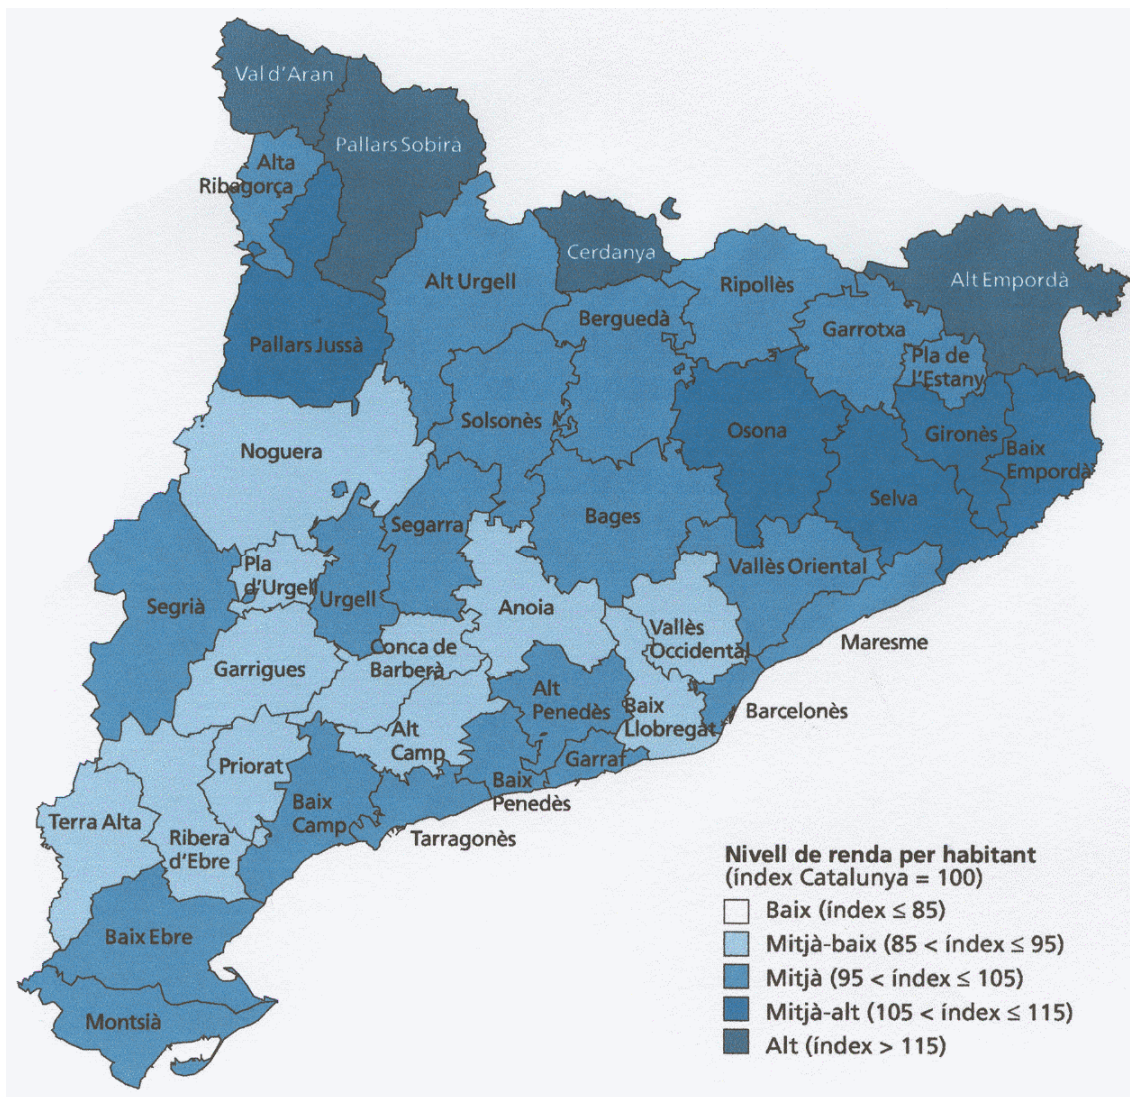 Val d'Aran
Pallars Sobirà
Alta
Ribagorça
Cerdanya
Alt Urgell
Ripollès
Alt Empordà
Berguedà
Garrotxa
Pallars Jussà
Pla de
l'Estany
Solsonès
Osona
Gironès
Baix
Empordà
Noguera
Selva
Segarra
Bages
Pla
d'Urgell
Vallès Oriental
Segrià
Urgell
Anoia
Vallès
Occidental
Maresme
Conca de
Barberà
Garrigues
Alt
Penedès
Baix
Llobregat
Barcelonès
Alt
Camp
Garraf
Priorat
Baix
Penedès
Baix
Camp
Terra Alta
Ribera
d'Ebre
Tarragonès
Baix Ebre
Montsià
Nivell de renda per habitant
(índex Catalunya = 100)
Baix (índex ≤ 85)
Mitjà-baix (85 < índex ≤ 95)
Mitjà (95 < índex ≤ 105)
Mitjà-alt (105 < índex ≤ 115)
Alt (índex > 115)